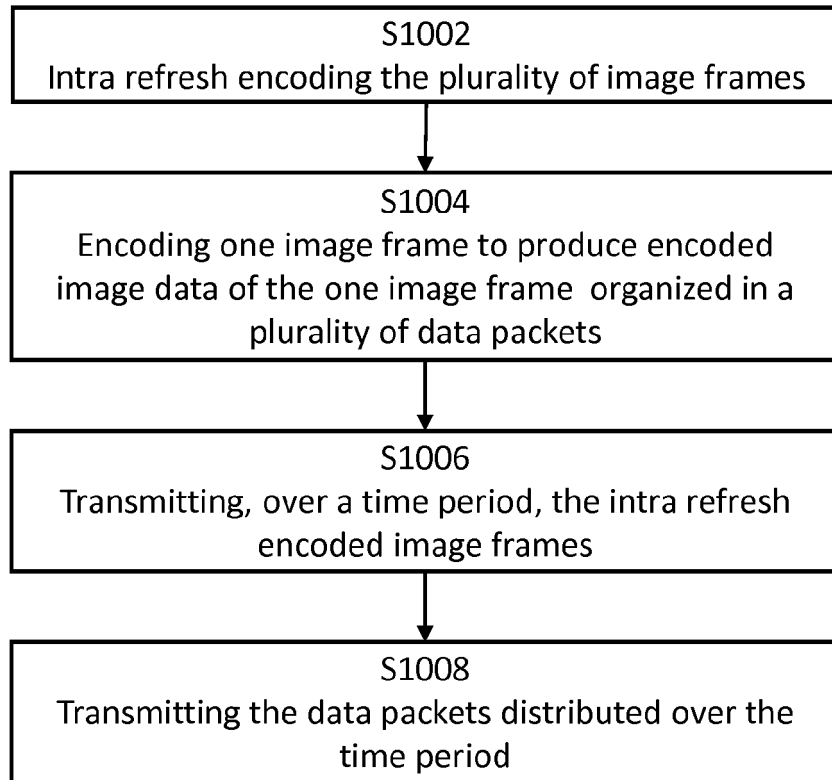 S1002
Intra refresh encoding the plurality of image frames
S1004
Encoding one image frame to produce encoded
image data of the one image frame organized in a
plurality of data packets
S1006
Transmitting, over a time period, the intra refresh
encoded image frames
S1008
Transmitting the data packets distributed over the
time period